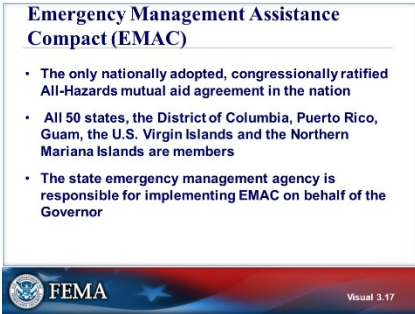 Emergency Management Assistance
Compact (EMAC)
• The only nationally adopted, congressionally ratified
All-Hazards mutual aid agreement in the nation
• All 50 states, the District of Columbia, Puerto Rico,
Guam, the U.S. Virgin Islands and the Northern
Mariana Islands are members
• The state emergency management agency is
responsible for implementing EMAC on behalf of the
Governor
FEMA
Visual 3.17